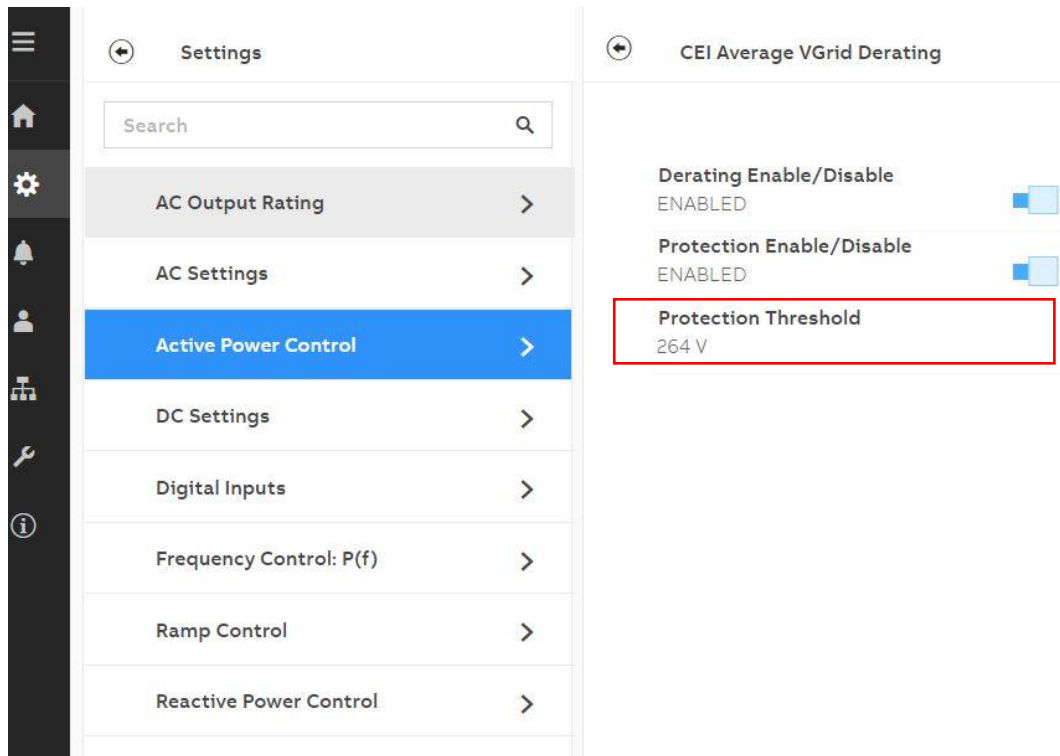 Settings
Search
AC Output Rating
AC Settings
Active Power Control
DC Settings
Digital Inputs
Frequency Control: P(f)
Ramp Control
Reactive Power Control
CEI Average VGrid Derating
Derating Enable/Disable
ENABLED
Protection Enable/Disable
ENABLED
Protection Threshold
264 V